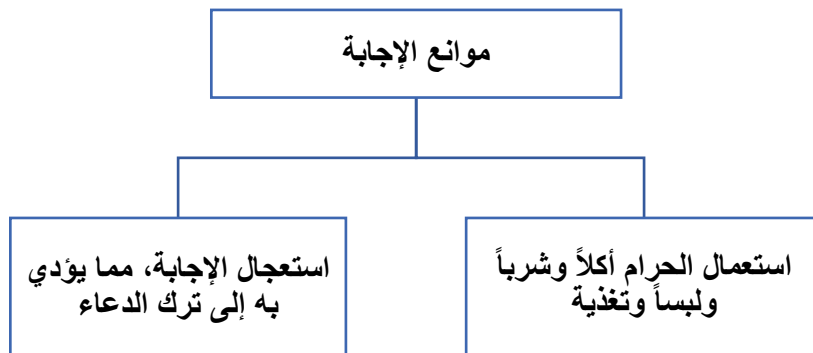 موانع الإجابة
استعمال الحرام أكلاً وشرباً
ولبساً وتغذية
استعجال الإجابة، مما يؤدي
به إلى ترك الدعاء